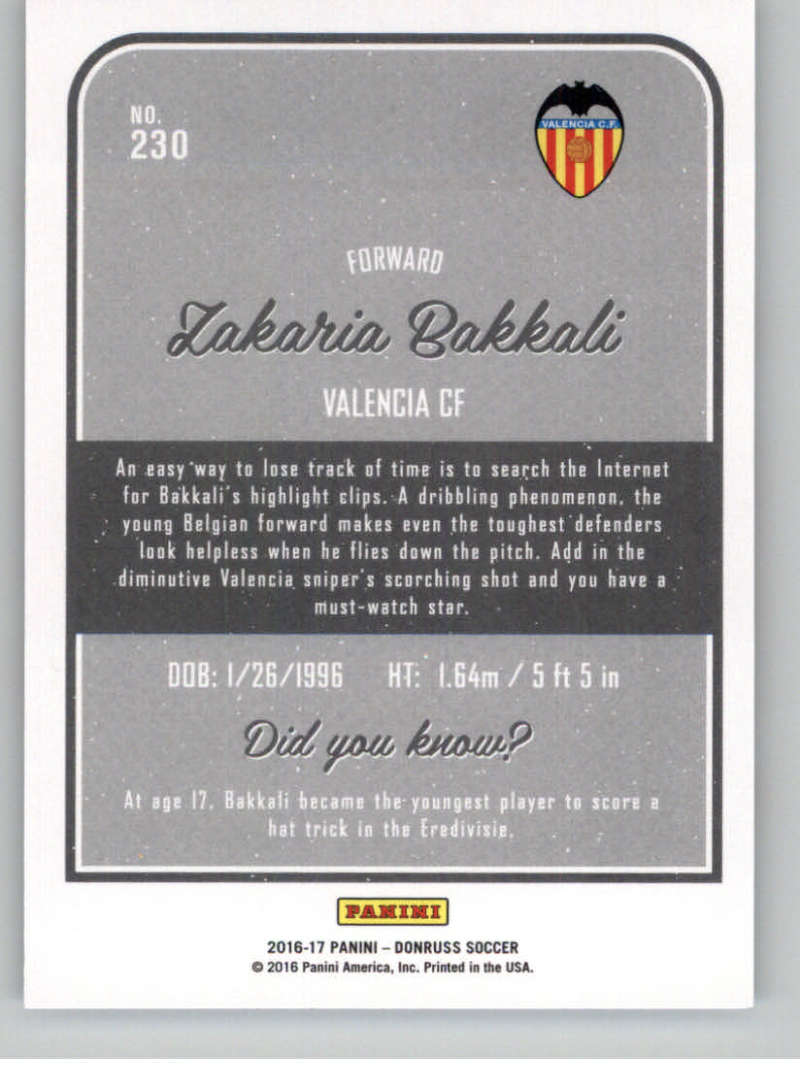 NO.
230
VALENCIA C.F.
FORWARD
Zakaria Bakkali
VALENCIA CF
An easy way to lose track of time is to search the Internet
for Bakkali's highlight clips. A dribbling phenomenon, the
young Belgian forward makes even the toughest defenders
look helpless when he flies down the pitch. Add in the
diminutive Valencia sniper's scorching shot and you have a
must-watch star.
DOB: 1/26/1996 HT: 1.64m / 5 ft 5 in
Did you know?
At age 17, Bakkali became the youngest player to score a
hat trick in the Eredivisie.
PANINI
2016-17 PANINI – DONRUSS SOCCER
© 2016 Panini America, Inc. Printed in the USA.